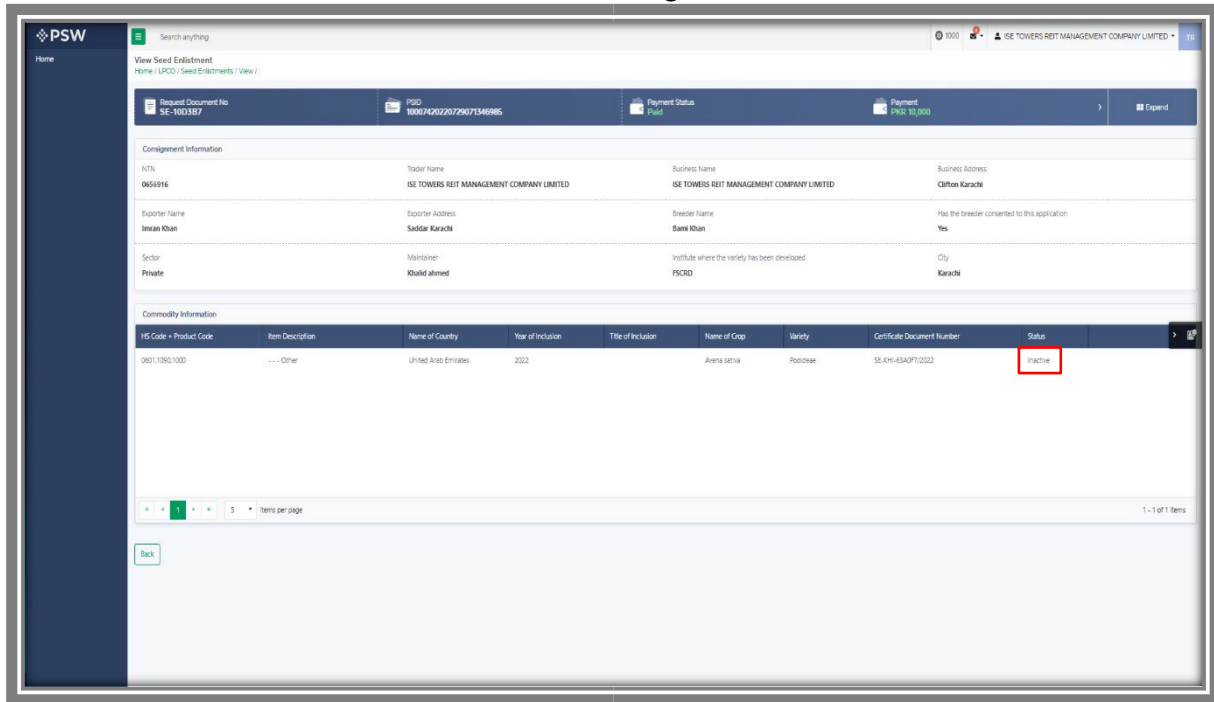 PSW
Search anything
1000
ISE TOWERS REIT MANAGEMENT COMPANY LIMITED
TR
Home
View Seed Enlistment
Home / LPCO / Seed Enlistments / View /
Request Document No
SE-10D3B7
PSID
10007420220729071346985
Payment Status
Paid
Payment
PKR 10,000
Expend
Consignment Information
NTN
Trader Name
Business Name
Business Address
0656916
ISE TOWERS REIT MANAGEMENT COMPANY LIMITED
ISE TOWERS REIT MANAGEMENT COMPANY LIMITED
Clifton Karachi
Exporter Name
Exporter Address
Breeder Name
Has the breeder consented to this application
Imran Khan
Saddar Karachi
Bami Khan
Yes
Sector
Maintainer
Institute where the variety has been developed
City
Private
Khalid ahmed
FSCRD
Karachi
Commodity Information
HS Code + Product Code Item Description Name of Country Year of Inclusion Title of Inclusion Name of Crop Variety Certificate Document Number Status
0601.1090.1000 - - - Other United Arab Emirates 2022 Avena sativa Pooideae SE-KHI-63A0F7/2022 Inactive
1 5 items per page 1 - 1 of 1 items
Back